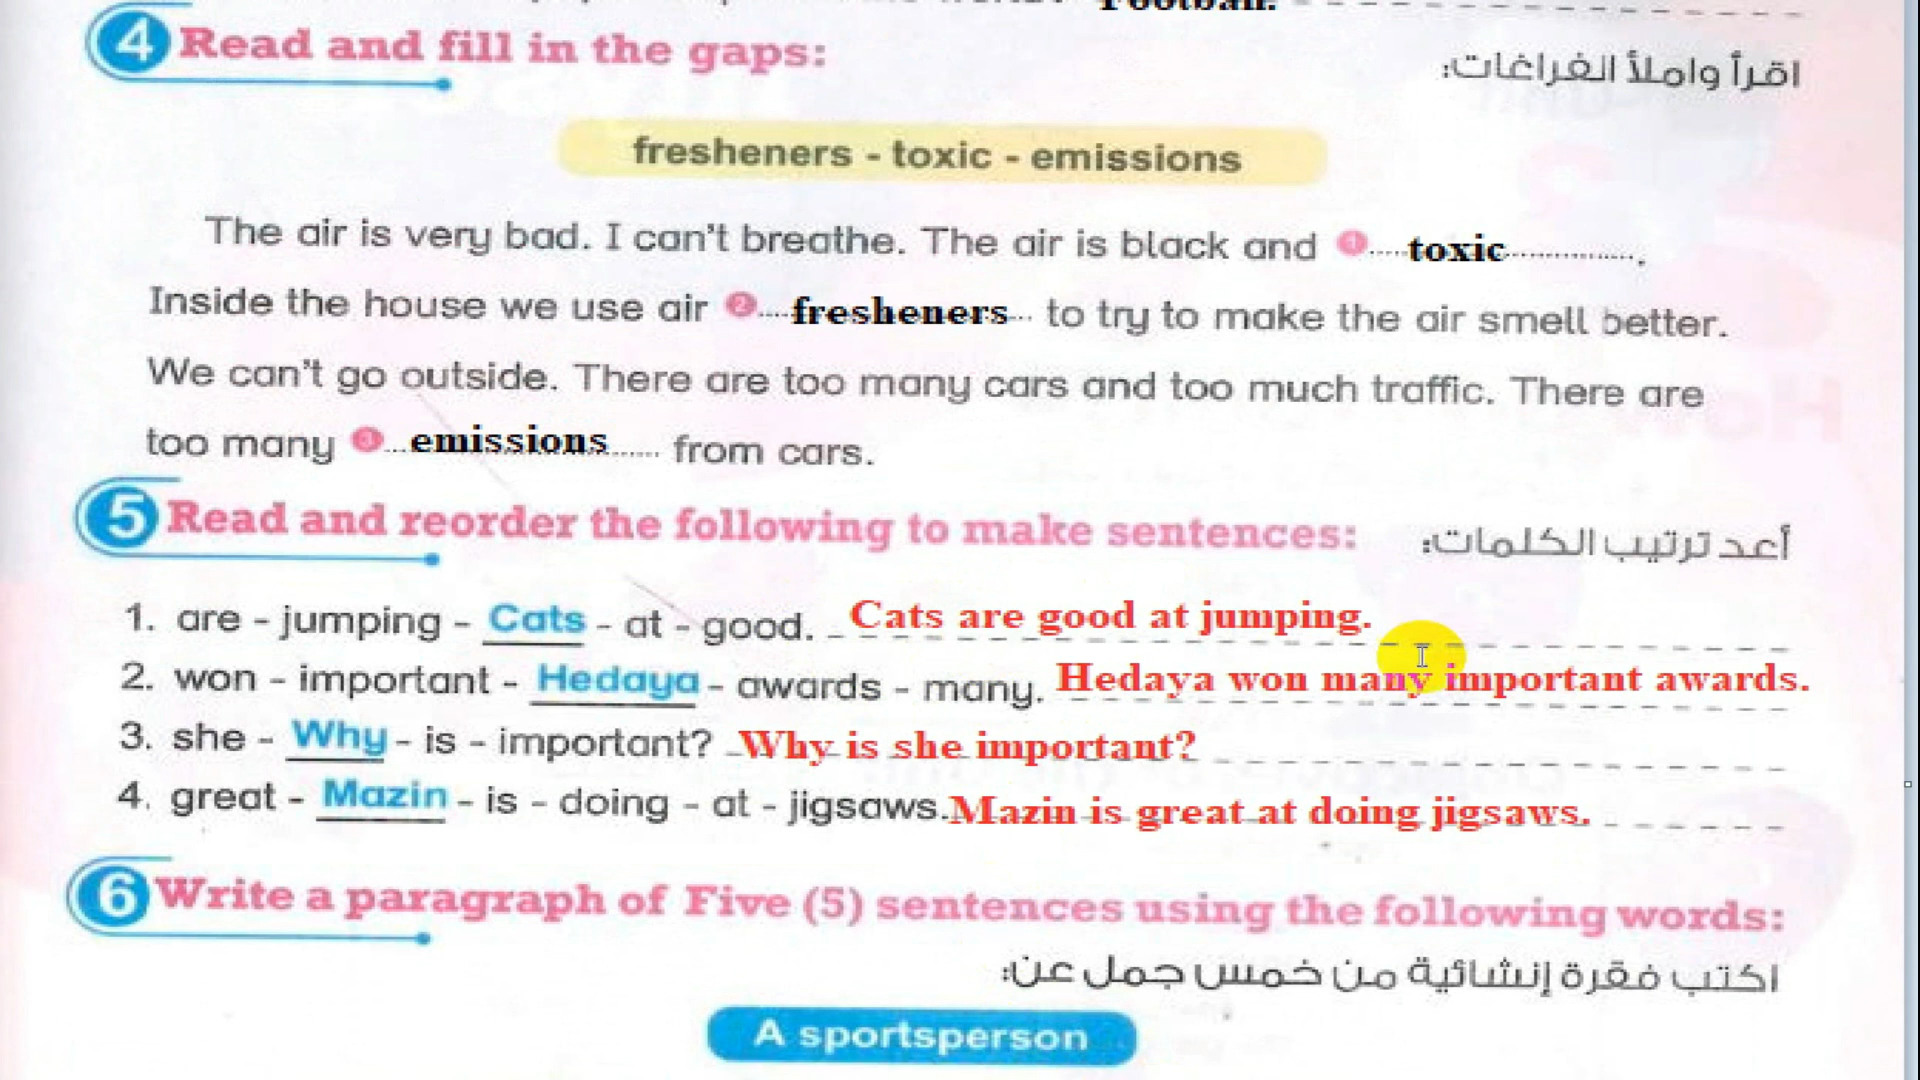 Football.
4 Read and fill in the gaps:
اقرأ واملأ الفراغات:
fresheners - toxic - emissions
The air is very bad. I can't breathe. The air is black and 1 toxic.
Inside the house we use air 2 fresheners to try to make the air smell better.
We can't go outside. There are too many cars and too much traffic. There are
too many 3 emissions from cars.
5 Read and reorder the following to make sentences:
أعد ترتيب الكلمات:
1. are - jumping - Cats - at - good. Cats are good at jumping.
2. won - important - Hedaya - awards - many. Hedaya won many important awards.
3. she - Why - is - important? Why is she important?
4. great - Mazin - is - doing - at - jigsaws. Mazin is great at doing jigsaws.
6 Write a paragraph of Five (5) sentences using the following words:
اكتب فقرة إنشائية من خمس جمل عن:
A sportsperson